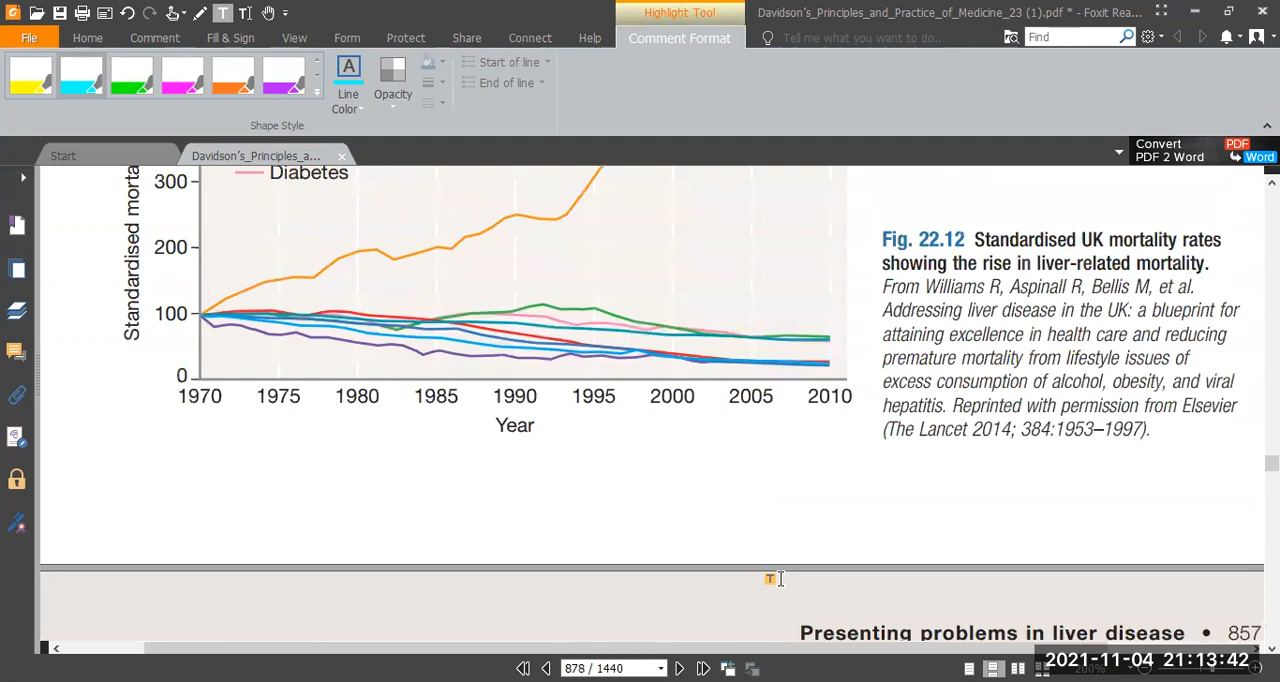 Highlight Tool
Davidson's_Principles_and_Practice_of_Medicine_23 (1).pdf * - Foxit Rea...
File
Home
Comment
Fill & Sign
View
Form
Protect
Share
Connect
Help
Comment Format
Tell me what you want to do..
Find
Line Color
Opacity
Start of line
End of line
Shape Style
Start
Davidson's_Principles_a...
Convert PDF
PDF 2 Word Word
Diabetes
Standardised morta
300
200
100
0
1970 1975 1980 1985 1990 1995 2000 2005 2010
Year
Fig. 22.12 Standardised UK mortality rates
showing the rise in liver-related mortality.
From Williams R, Aspinall R, Bellis M, et al.
Addressing liver disease in the UK: a blueprint for
attaining excellence in health care and reducing
premature mortality from lifestyle issues of
excess consumption of alcohol, obesity, and viral
hepatitis. Reprinted with permission from Elsevier
(The Lancet 2014; 384:1953–1997).
Presenting problems in liver disease • 857
878 / 1440
2021-11-04 21:13:42
200%